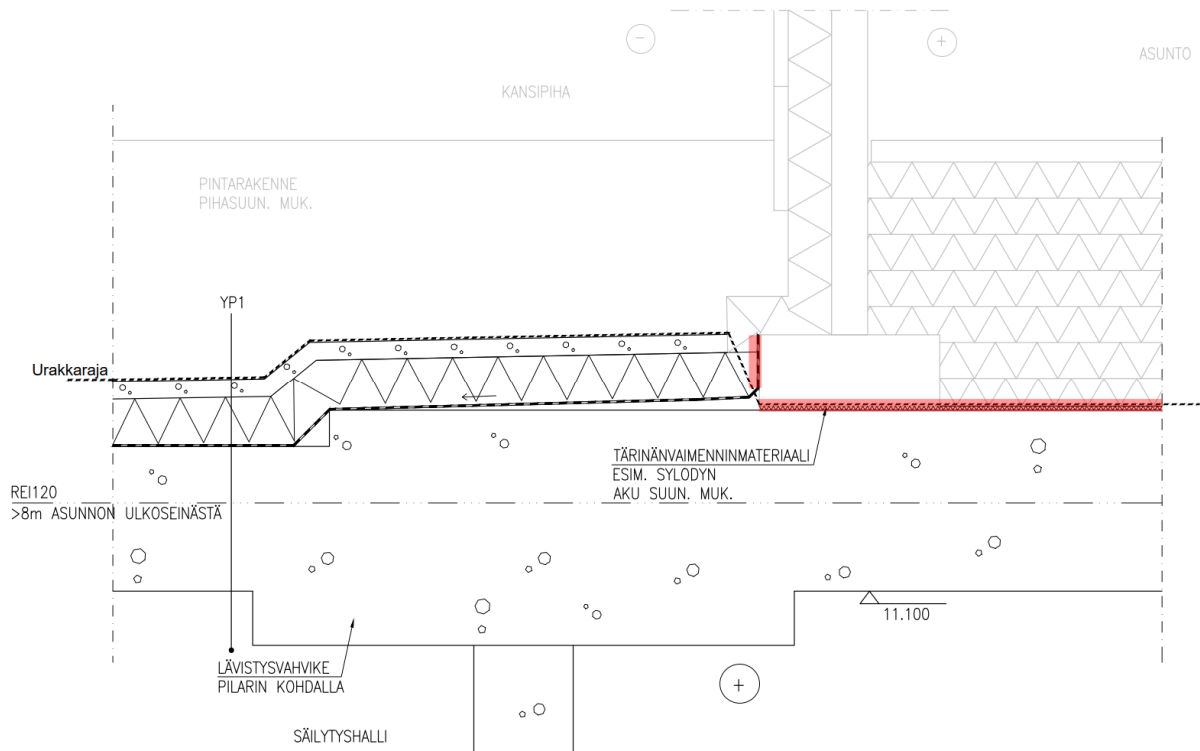 ASUNTO
KANSIPIHA
PINTARAKENNE
PIHASUUN. MUK.
YP1
Urakkaraja
TÄRINÄNVAIMENNINMATERIAALI
ESIM. SYLODYN
AKU SUUN. MUK.
REI120
>8m ASUNNON ULKOSEINÄSTÄ
11.100
LÄVISTYSVAHVIKE
PILARIN KOHDALLA
SÄILYTYSHALLI